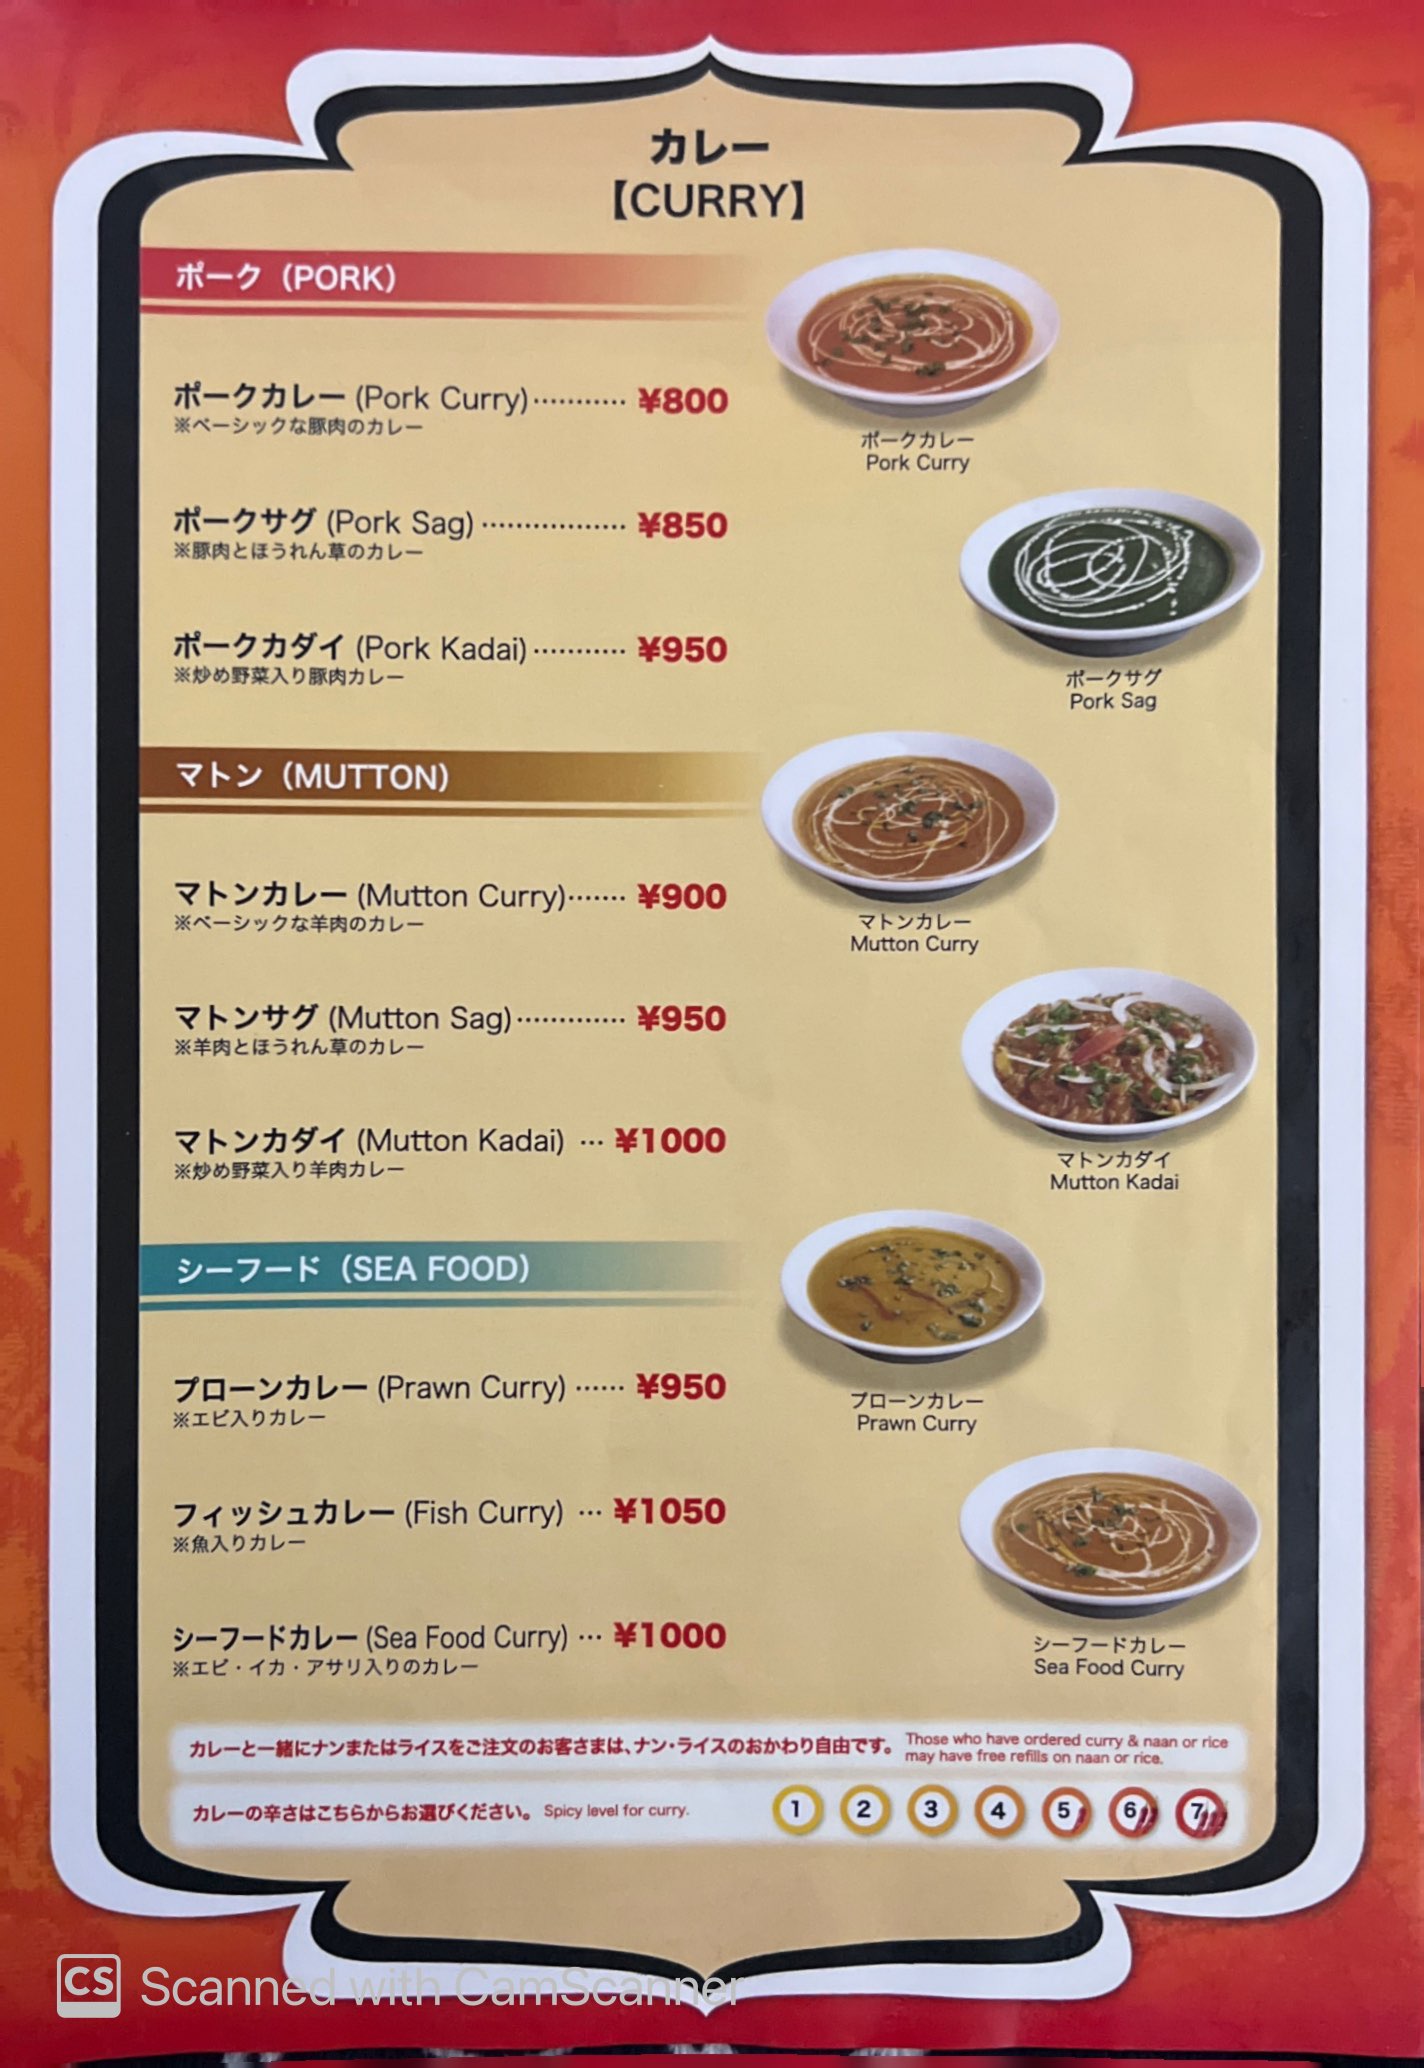 カレー
【CURRY】
ポーク（PORK）
ポークカレー (Pork Curry)··········· ¥800
※ベーシックな豚肉のカレー
ポークカレー
Pork Curry
ポークサグ (Pork Sag) ················· ¥850
※豚肉とほうれん草のカレー
ポークカダイ (Pork Kadai)··········· ¥950
※炒め野菜入り豚肉カレー
ポークサグ
Pork Sag
マトン（MUTTON）
マトンカレー (Mutton Curry)······· ¥900
※ベーシックな羊肉のカレー
マトンカレー
Mutton Curry
マトンサグ (Mutton Sag)············· ¥950
※羊肉とほうれん草のカレー
マトンカダイ (Mutton Kadai) ··· ¥1000
※炒め野菜入り羊肉カレー
マトンカダイ
Mutton Kadai
シーフード（SEA FOOD）
プローンカレー (Prawn Curry) ······ ¥950
※エビ入りカレー
プローンカレー
Prawn Curry
フィッシュカレー (Fish Curry) ··· ¥1050
※魚入りカレー
シーフードカレー (Sea Food Curry) ··· ¥1000
※エビ・イカ・アサリ入りのカレー
シーフードカレー
Sea Food Curry
カレーと一緒にナンまたはライスをご注文のお客さまは、ナン・ライスのおかわり自由です。
Those who have ordered curry & naan or rice
may have free refills on naan or rice.
カレーの辛さはこちらからお選びください。 Spicy level for curry. 1 2 3 4 5 6 7
CS Scanned with CamScanner